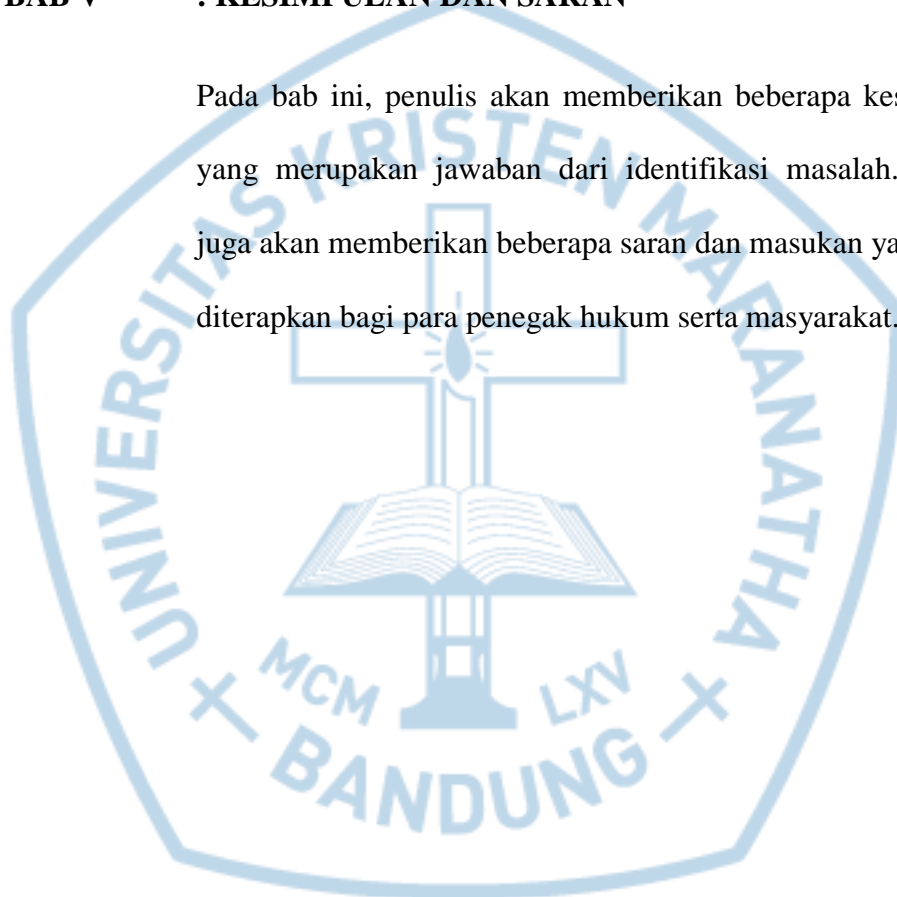 BAB V : KESIMPULAN DAN SARAN
Pada bab ini, penulis akan memberikan beberapa
yang merupakan jawaban dari identifikasi masalah.
juga akan memberikan beberapa saran dan masukan
diterapkan bagi para penegak hukum serta masyarakat.
UNIVERSITAS KRISTEN MARANATHA
MCM LXV
BANDUNG